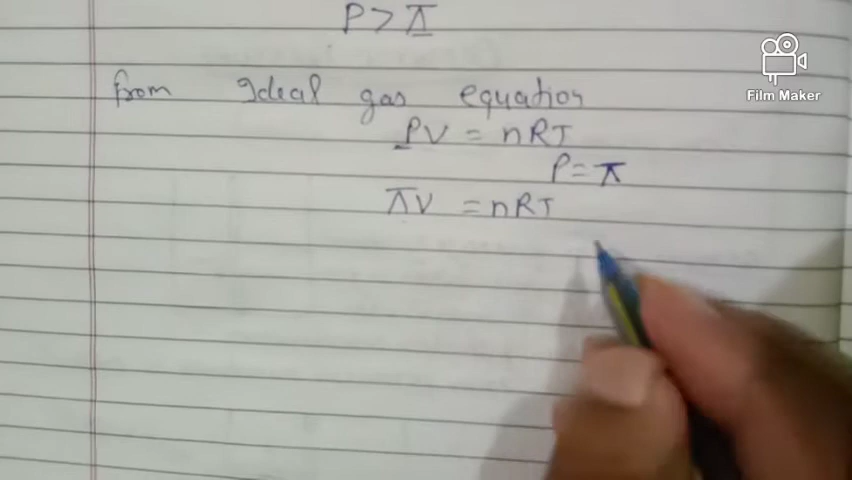 P > π
from Ideal gas equation
PV = nRT
P = π
πV = nRT
Film Maker